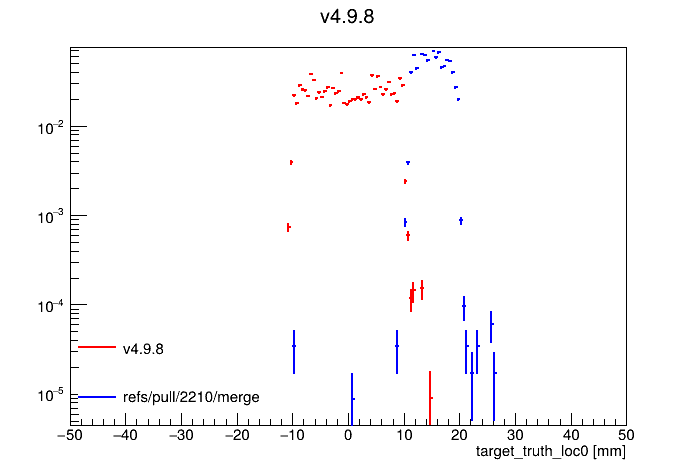 v4.9.8
10⁻²
10⁻³
10⁻⁴
10⁻⁵
v4.9.8
refs/pull/2210/merge
−50 −40 −30 −20 −10 0 10 20 30 40 50
target_truth_loc0 [mm]